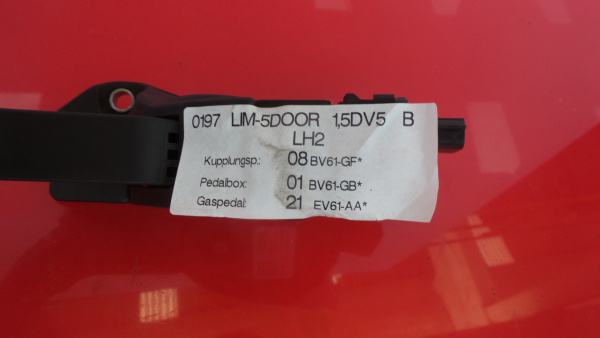 0197 LIM-5DOOR 1,5DV5 B
LH2
Kupplungsp.: 08 BV61-GF*
Pedalbox: 01 BV61-GB*
Gaspedal: 21 EV61-AA*